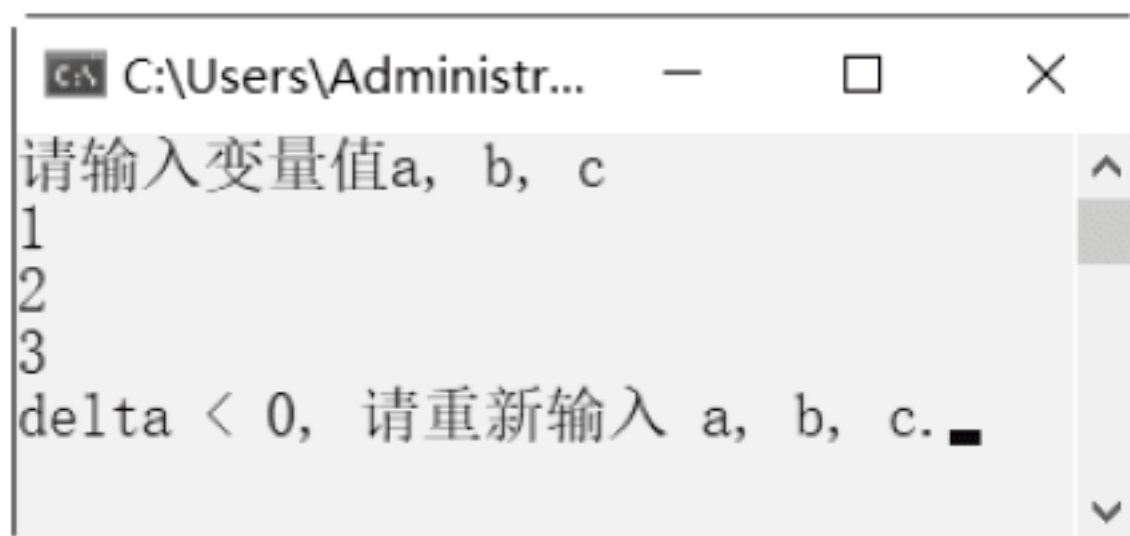 C:\Users\Administr...
请输入变量值a, b, c
1
2
3
delta < 0, 请重新输入 a, b, c.